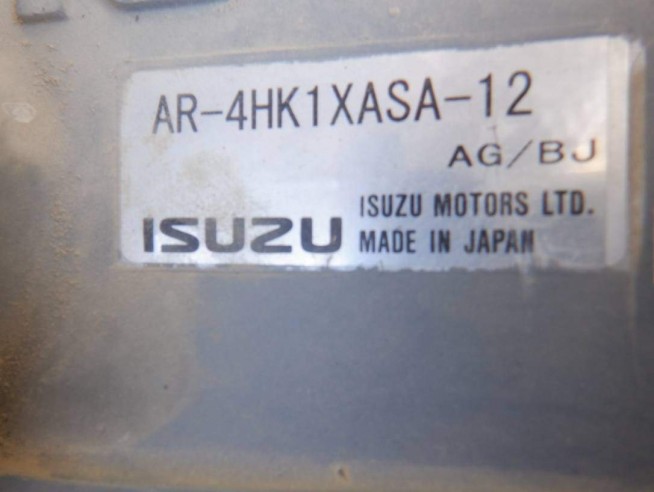 AR-4HK1XASA-12
AG/BJ
ISUZU
ISUZU MOTORS LTD.
MADE IN JAPAN